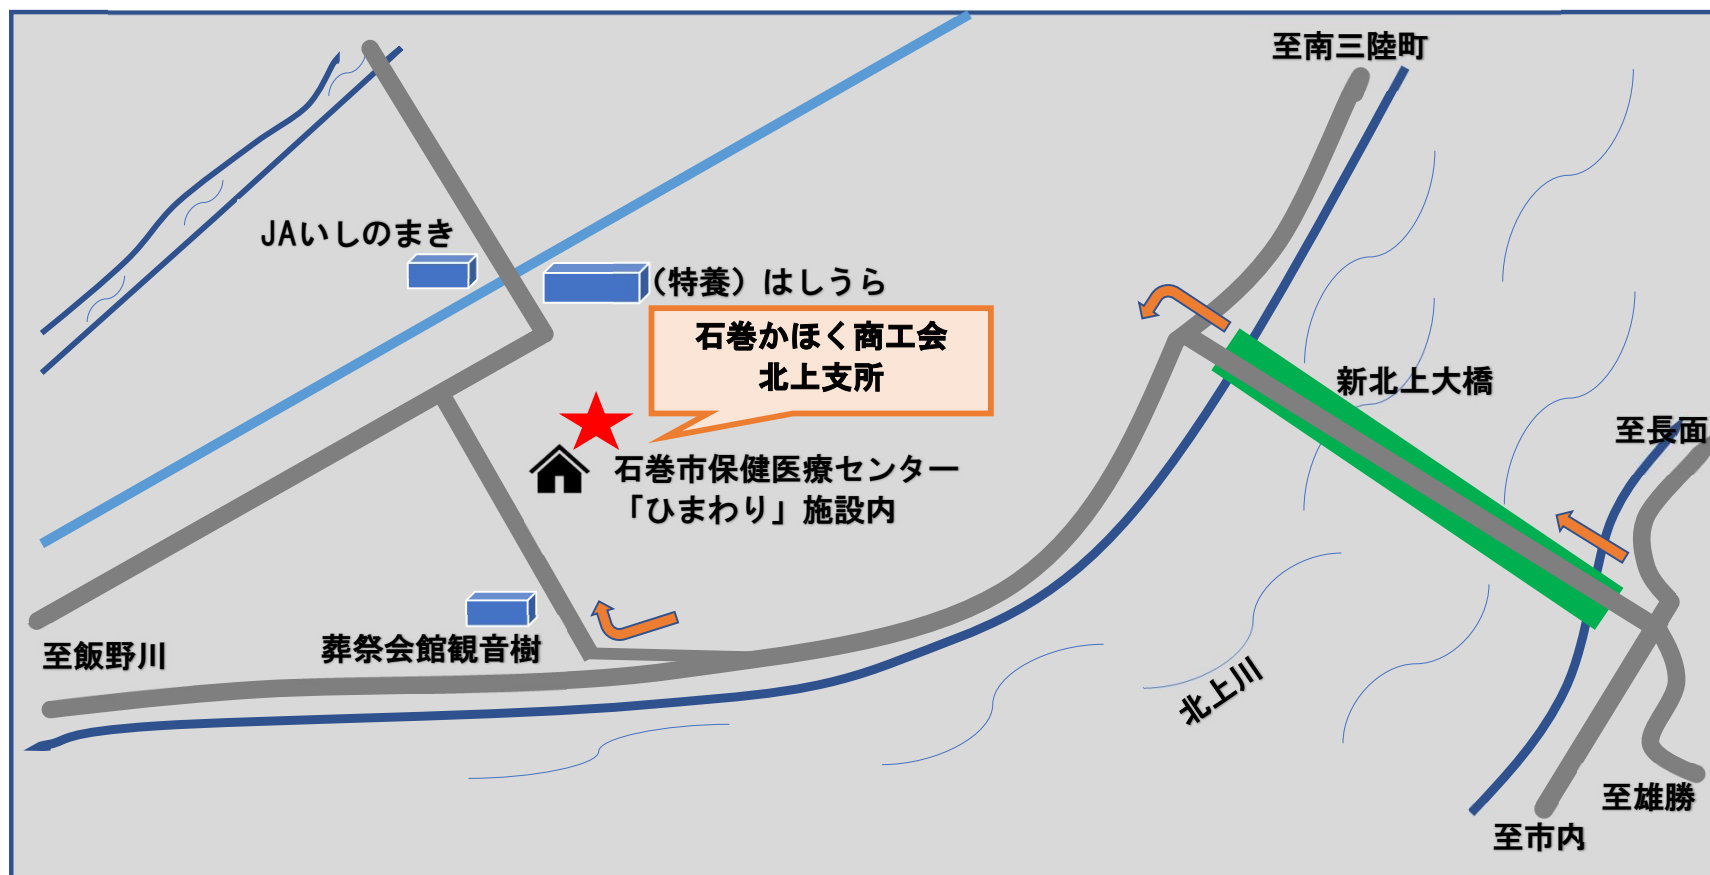 至南三陸町
JAいしのまき
（特養）はしうら
石巻かほく商工会
北上支所
新北上大橋
至長面
石巻市保健医療センター
「ひまわり」施設内
葬祭会館観音樹
至飯野川
北上川
至雄勝
至市内